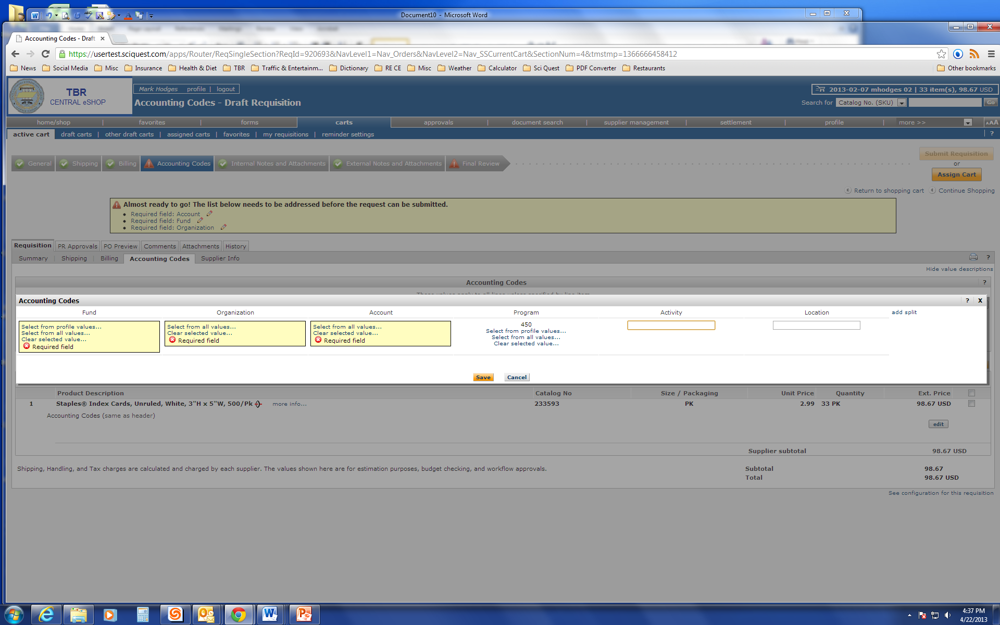 Document10 - Microsoft Word
Accounting Codes - Draft ×
https://usertest.sciquest.com/apps/Router/ReqSingleSection?ReqId=920693&NavLevel1=Nav_Orders&NavLevel2=Nav_SSCurrentCart&SectionNum=4&tmstmp=1366666458412
News Social Media Misc Insurance Health & Diet TBR Traffic & Entertainm... Dictionary RE CE Misc Weather Calculator Sci Quest PDF Converter Restaurants Other bookmarks
TBR
CENTRAL eSHOP
Mark Hodges profile | logout
2013-02-07 mhodges 02 | 33 item(s), 98.67 USD
Accounting Codes - Draft Requisition
Search for Catalog No. (SKU) Go
home/shop | favorites | forms carts approvals | document search | supplier management | settlement | profile | more >> AAA
active cart draft carts | other draft carts | assigned carts | favorites | my requisitions | reminder settings | ?
General Shipping Billing Accounting Codes Internal Notes and Attachments External Notes and Attachments Final Review
Submit Requisition
or
Assign Cart
Return to shopping cart Continue Shopping
Almost ready to go! The list below needs to be addressed before the request can be submitted.
• Required field: Account
• Required field: Fund
• Required field: Organization
Requisition PR Approvals PO Preview Comments Attachments History
Summary | Shipping | Billing Accounting Codes Supplier Info ?
Hide value descriptions
Accounting Codes ?
These values apply to all lines unless specified by line item
Accounting Codes ? X
Fund Organization Account Program Activity Location add split
Select from profile values...
Select from all values...
Clear selected value...
Required field
Select from all values...
Clear selected value...
Required field
Select from all values...
Clear selected value...
Required field
450
Select from profile values...
Select from all values...
Clear selected value...
Save Cancel
Product Description Catalog No Size / Packaging Unit Price Quantity Ext. Price
1 Staples® Index Cards, Unruled, White, 3"H x 5"W, 500/Pk more info... 233593 PK 2.99 33 PK 98.67 USD
Accounting Codes (same as header)
edit
Supplier subtotal 98.67 USD
Shipping, Handling, and Tax charges are calculated and charged by each supplier. The values shown here are for estimation purposes, budget checking, and workflow approvals.
Subtotal 98.67
Total 98.67 USD
See configuration for this requisition
4:37 PM
4/22/2013